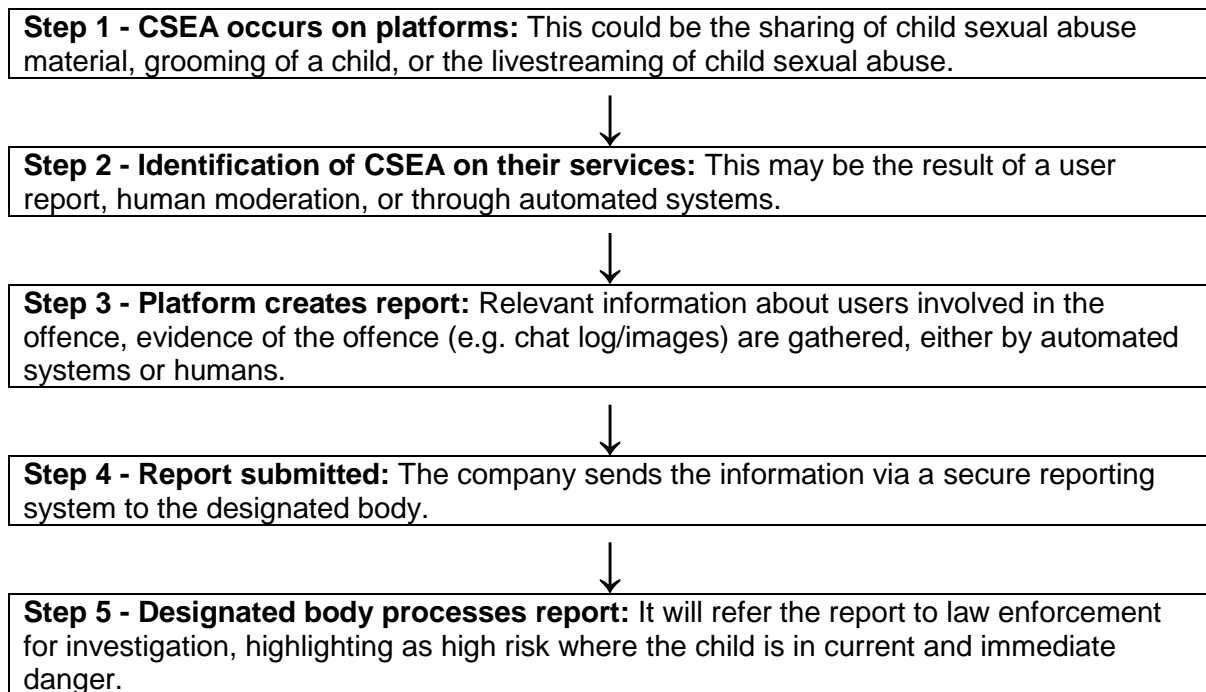 Step 1 - CSEA occurs on platforms: This could be the sharing of child sexual abuse
material, grooming of a child, or the livestreaming of child sexual abuse.
Step 2 - Identification of CSEA on their services: This may be the result of a user
report, human moderation, or through automated systems.
Step 3 - Platform creates report: Relevant information about users involved in the
offence, evidence of the offence (e.g. chat log/images) are gathered, either by automated
systems or humans.
Step 4 - Report submitted: The company sends the information via a secure reporting
system to the designated body.
Step 5 - Designated body processes report: It will refer the report to law enforcement
for investigation, highlighting as high risk where the child is in current and immediate
danger.